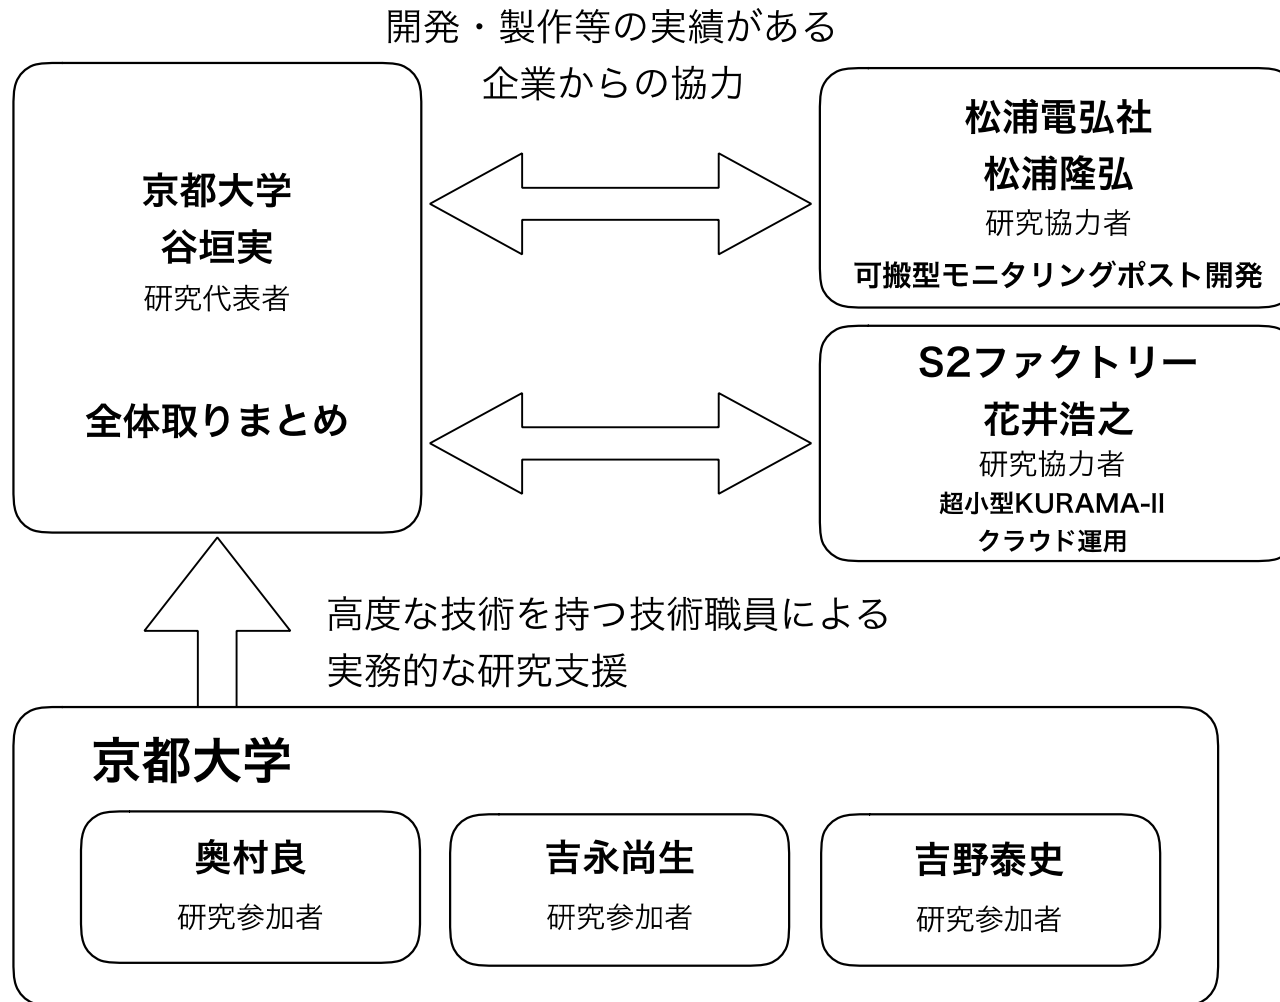 開発・製作等の実績がある
企業からの協力
京都大学
谷垣実
研究代表者
全体取りまとめ
松浦電弘社
松浦隆弘
研究協力者
可搬型モニタリングポスト開発
S2ファクトリー
花井浩之
研究協力者
超小型KURAMA-II
クラウド運用
高度な技術を持つ技術職員による
実務的な研究支援
京都大学
奥村良
研究参加者
吉永尚生
研究参加者
吉野泰史
研究参加者